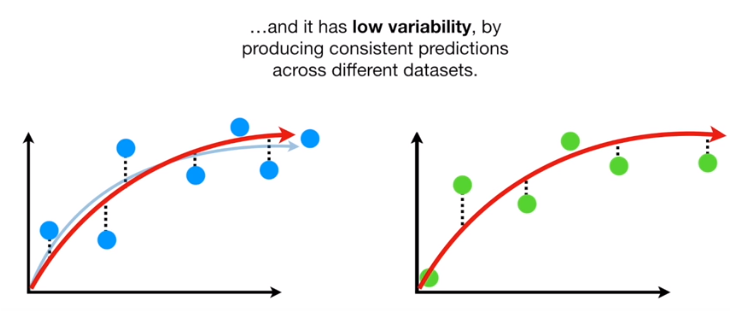 …and it has low variability, by
producing consistent predictions
across different datasets.